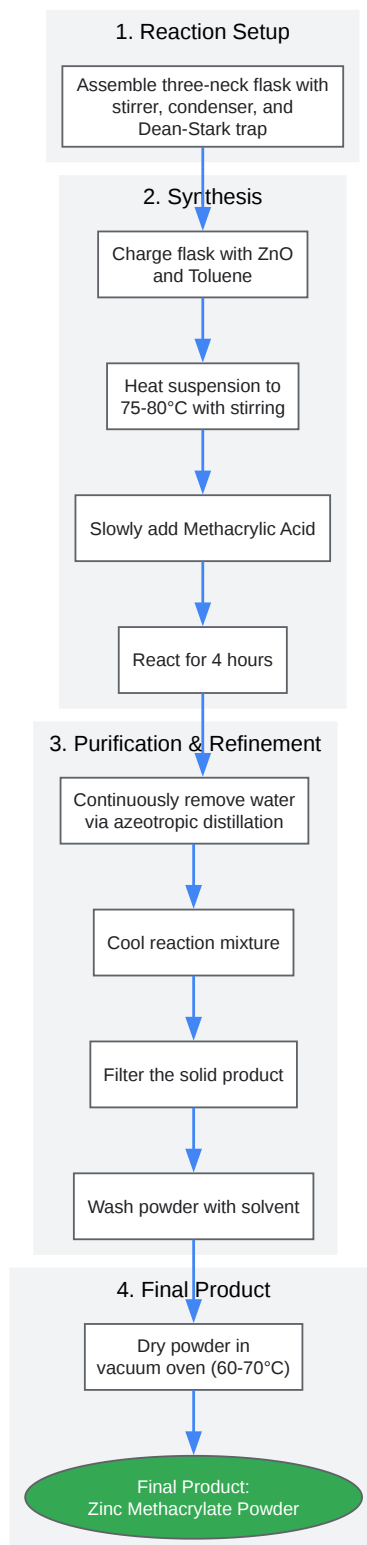 1. Reaction Setup
Assemble three-neck flask with
stirrer, condenser, and
Dean-Stark trap
2. Synthesis
Charge flask with ZnO
and Toluene
Heat suspension to
75-80°C with stirring
Slowly add Methacrylic Acid
React for 4 hours
3. Purification & Refinement
Continuously remove water
via azeotropic distillation
Cool reaction mixture
Filter the solid product
Wash powder with solvent
4. Final Product
Dry powder in
vacuum oven (60-70°C)
Final Product:
Zinc Methacrylate Powder